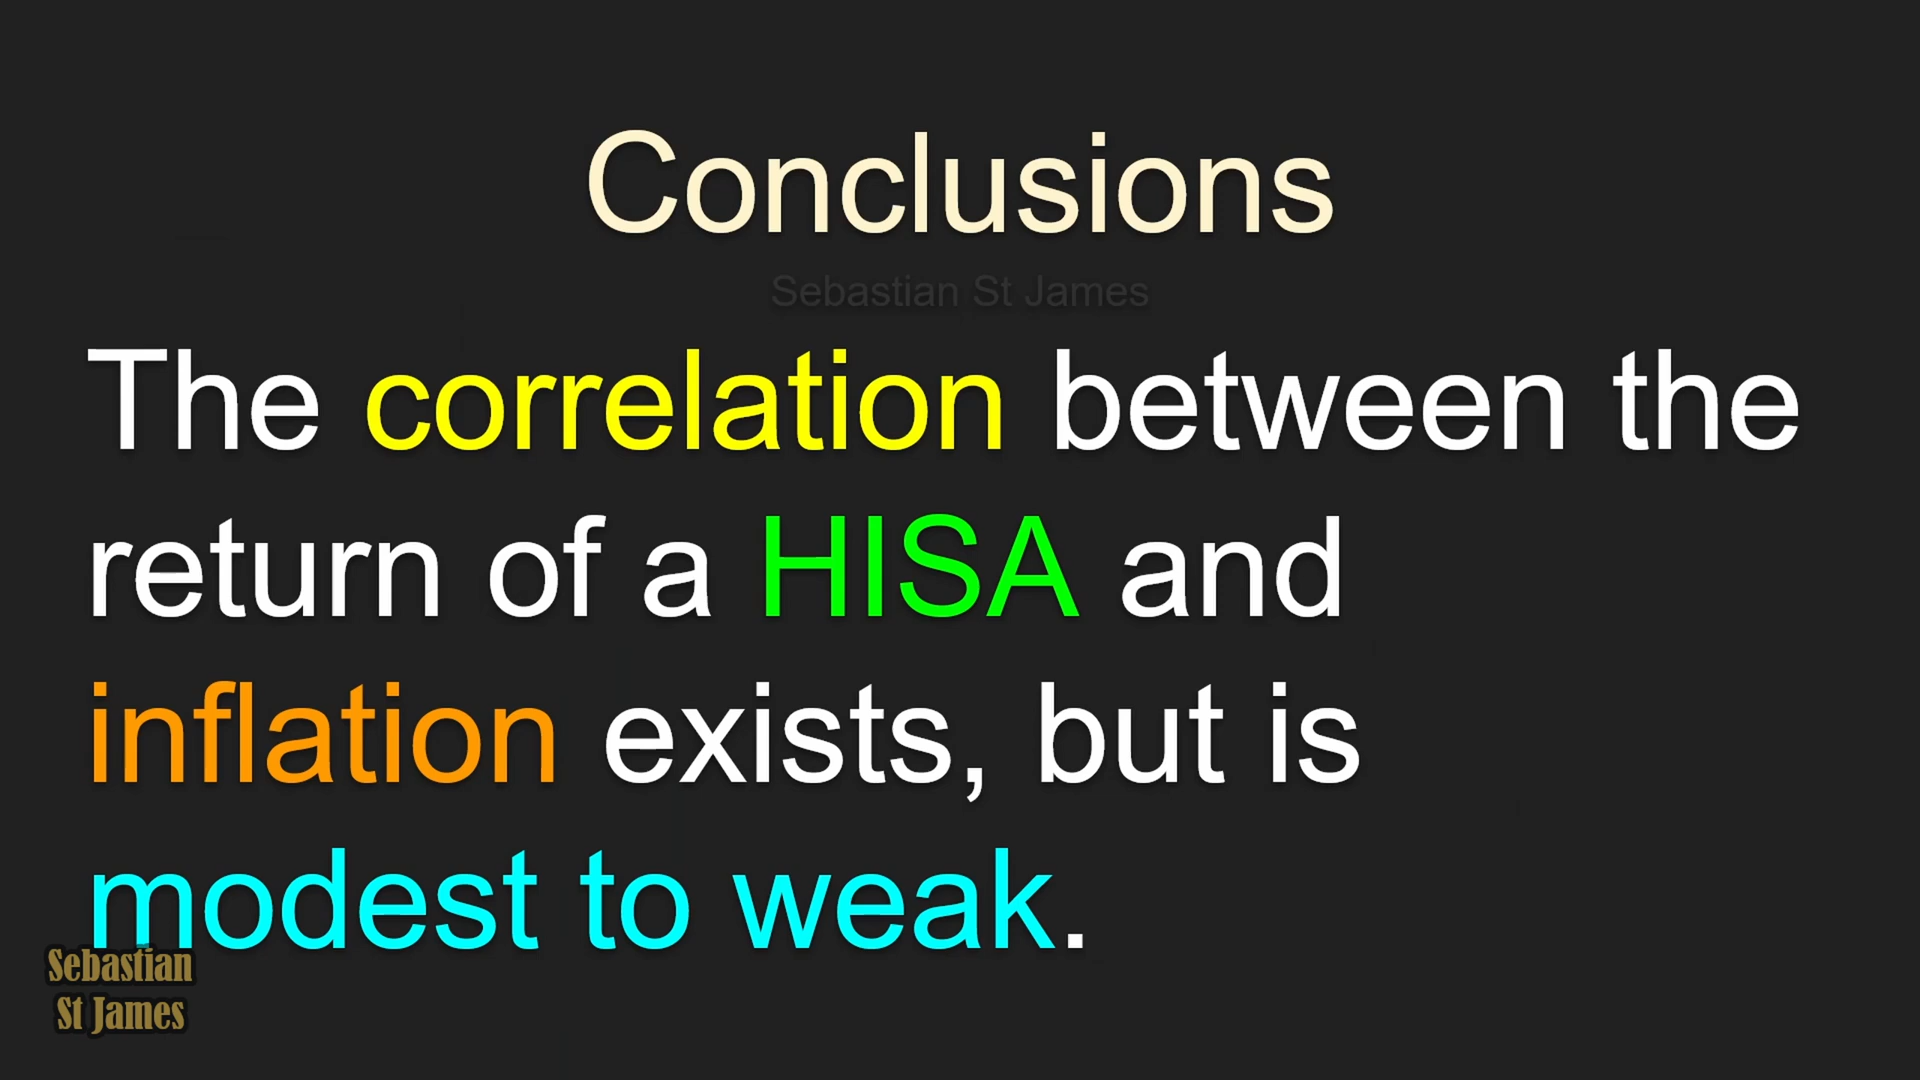 Conclusions
Sebastian St James
The correlation between the
return of a HISA and
inflation exists, but is
modest to weak.
Sebastian
St James